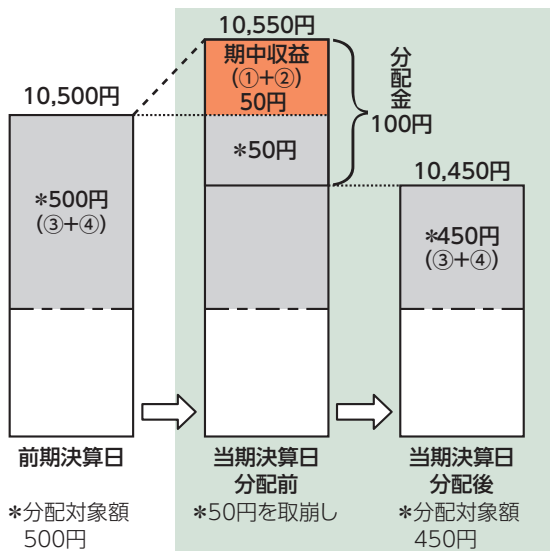 10,500円
*500円
(③+④)
前期決算日
*分配対象額
500円
10,550円
期中収益
(①+②)
50円
*50円
分配金
100円
当期決算日
分配前
*50円を取崩し
10,450円
*450円
(③+④)
当期決算日
分配後
*分配対象額
450円